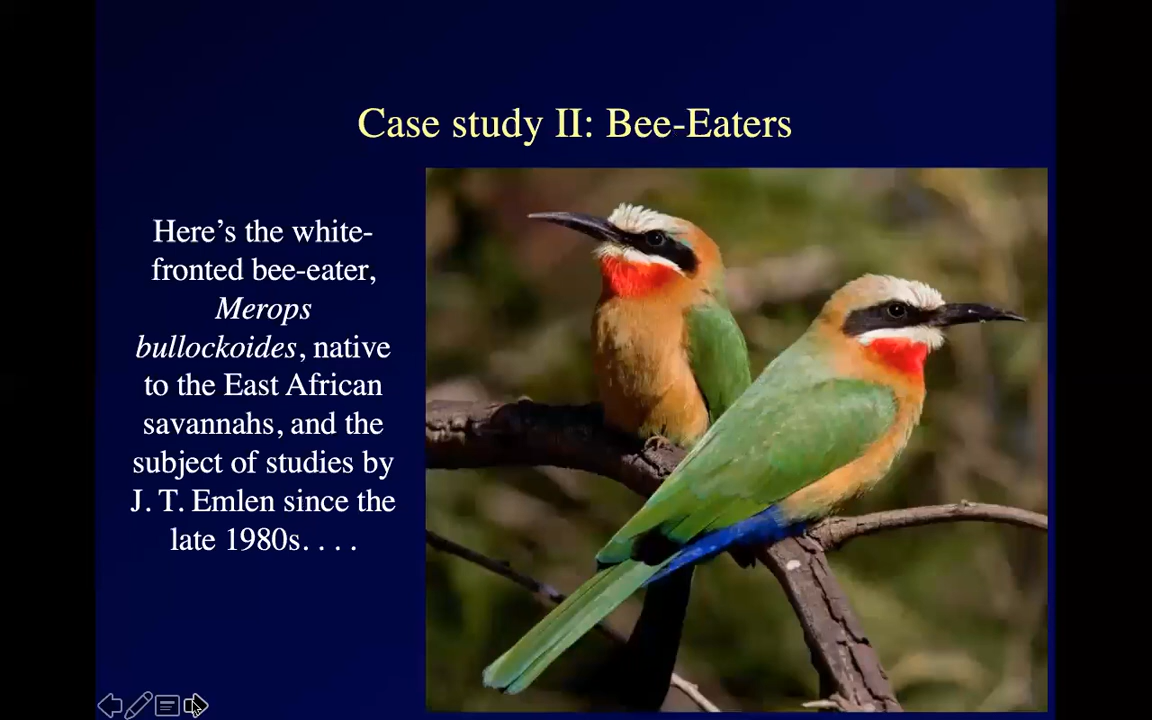 Case study II: Bee-Eaters
Here’s the white-
fronted bee-eater,
Merops
bullockoides, native
to the East African
savannahs, and the
subject of studies by
J. T. Emlen since the
late 1980s. . . .